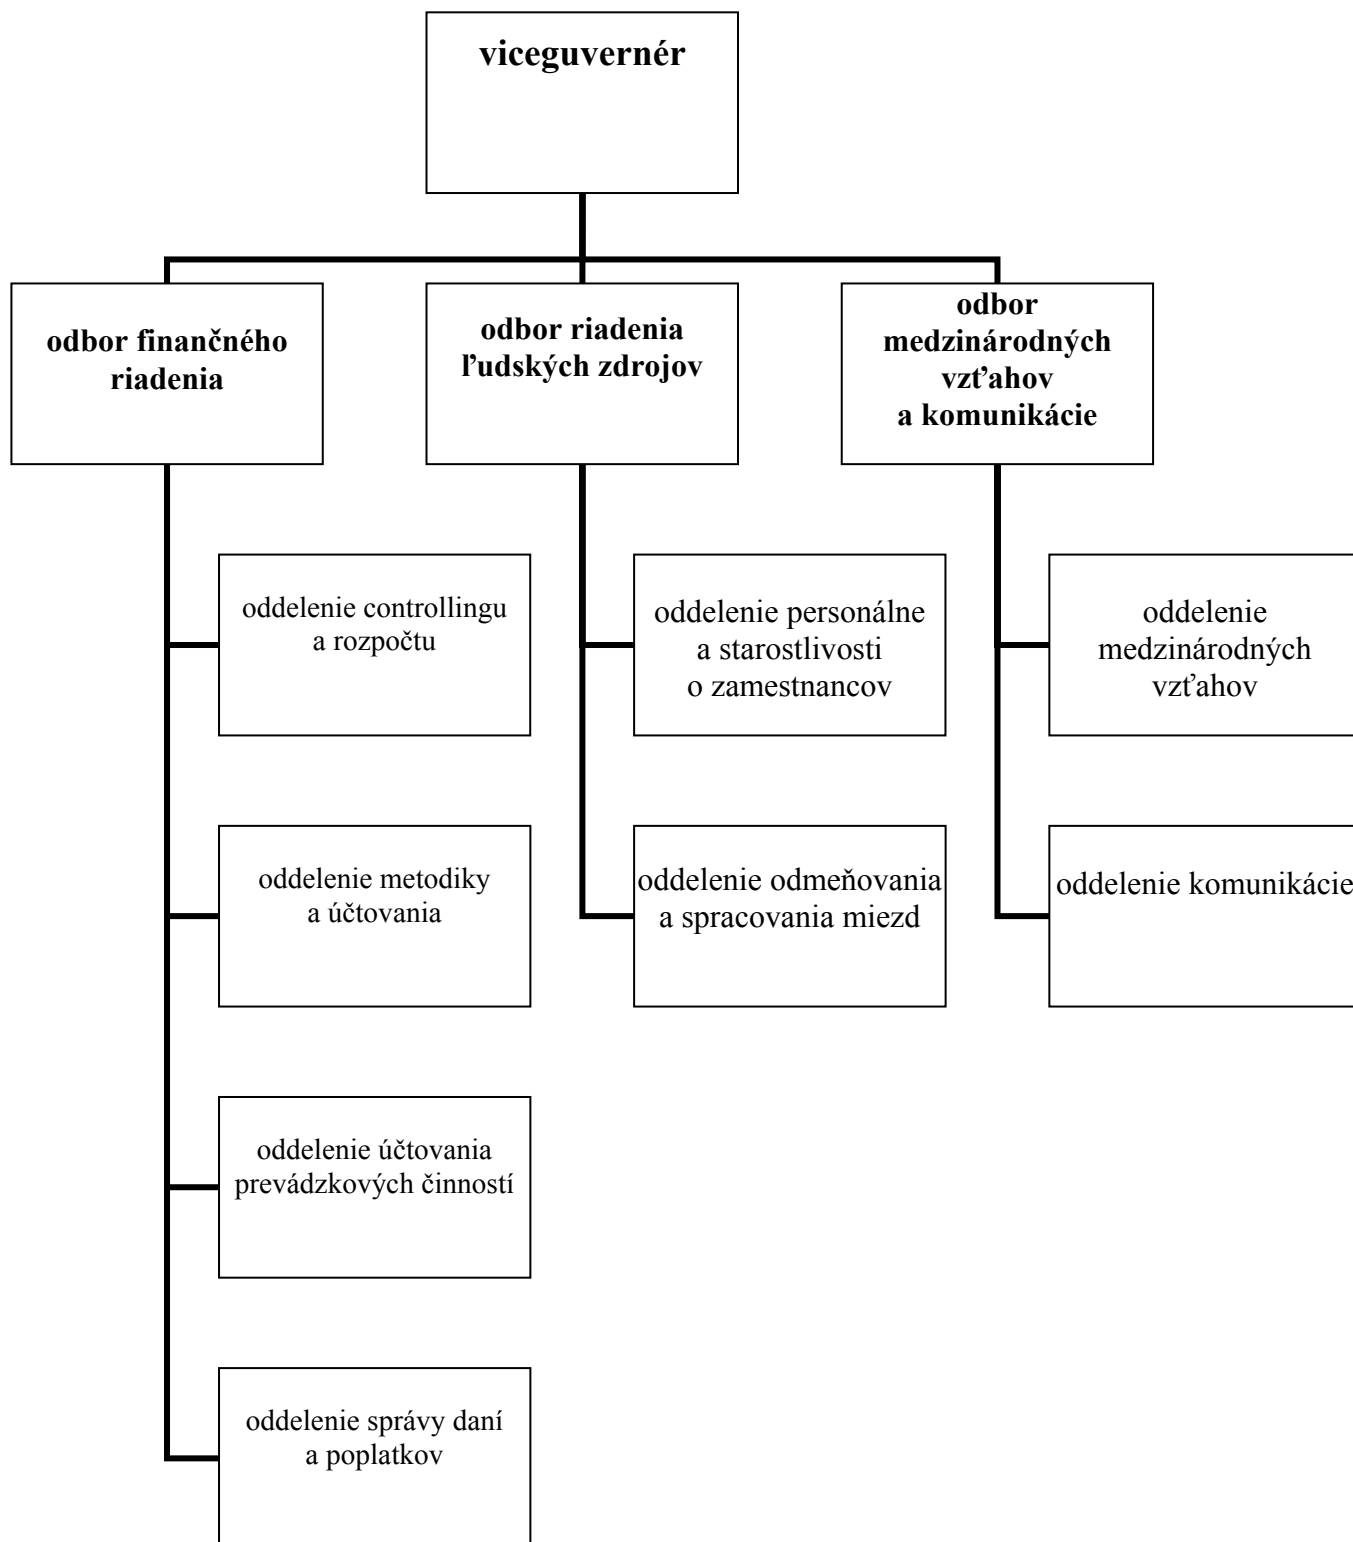 viceguvernér
odbor finančného
riadenia
odbor riadenia
ľudských zdrojov
odbor
medzinárodných
vzťahov
a komunikácie
oddelenie controllingu
a rozpočtu
oddelenie personálne
a starostlivosti
o zamestnancov
oddelenie
medzinárodných
vzťahov
oddelenie metodiky
a účtovania
oddelenie odmeňovania
a spracovania miezd
oddelenie komunikácie
oddelenie účtovania
prevádzkových činností
oddelenie správy daní
a poplatkov